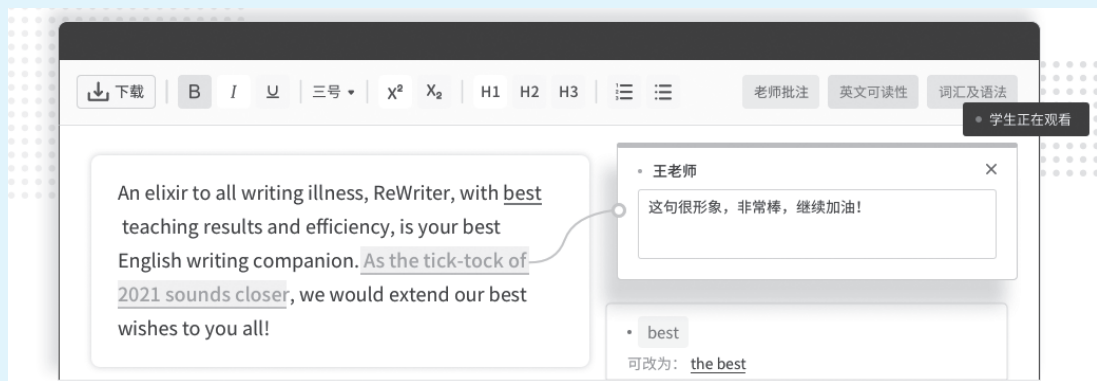 下载 B I U 三号 X² X₂ H1 H2 H3 老师批注 英文可读性 词汇及语法
学生正在观看
王老师
这句很形象，非常棒，继续加油！
An elixir to all writing illness, ReWriter, with best
teaching results and efficiency, is your best
English writing companion. As the tick-tock of
2021 sounds closer, we would extend our best
wishes to you all!
best
可改为： the best